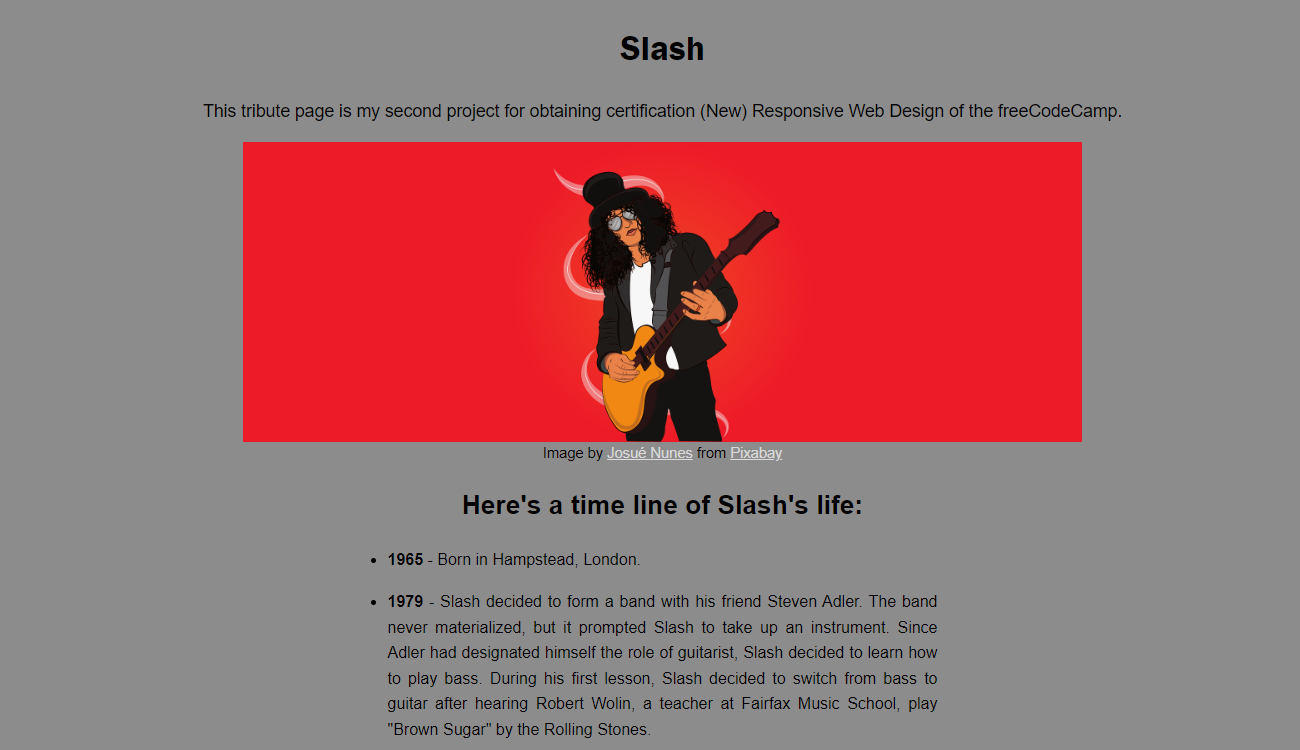 Slash
This tribute page is my second project for obtaining certification (New) Responsive Web Design of the freeCodeCamp.
Image by Josué Nunes from Pixabay
Here's a time line of Slash's life:
1965 - Born in Hampstead, London.
1979 - Slash decided to form a band with his friend Steven Adler. The band
never materialized, but it prompted Slash to take up an instrument. Since
Adler had designated himself the role of guitarist, Slash decided to learn how
to play bass. During his first lesson, Slash decided to switch from bass to
guitar after hearing Robert Wolin, a teacher at Fairfax Music School, play
"Brown Sugar" by the Rolling Stones.